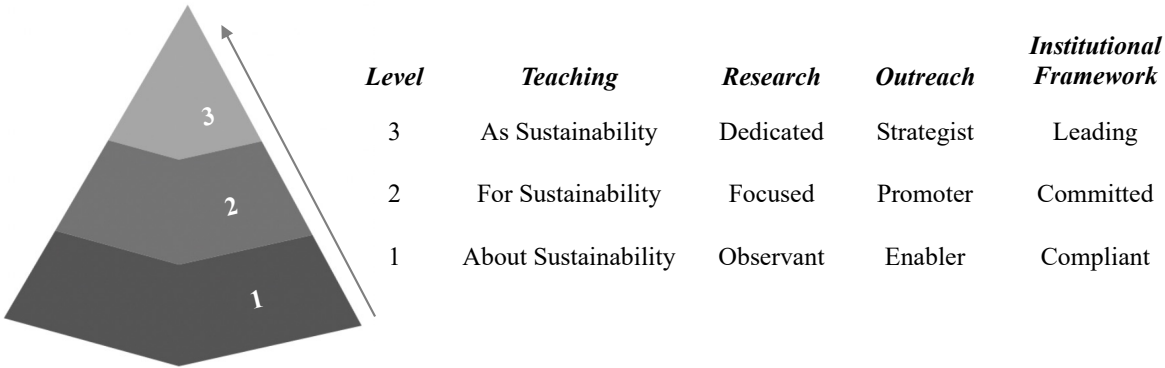 Level Teaching Research Outreach Institutional
Framework
3 As Sustainability Dedicated Strategist Leading
2 For Sustainability Focused Promoter Committed
1 About Sustainability Observant Enabler Compliant
3
2
1